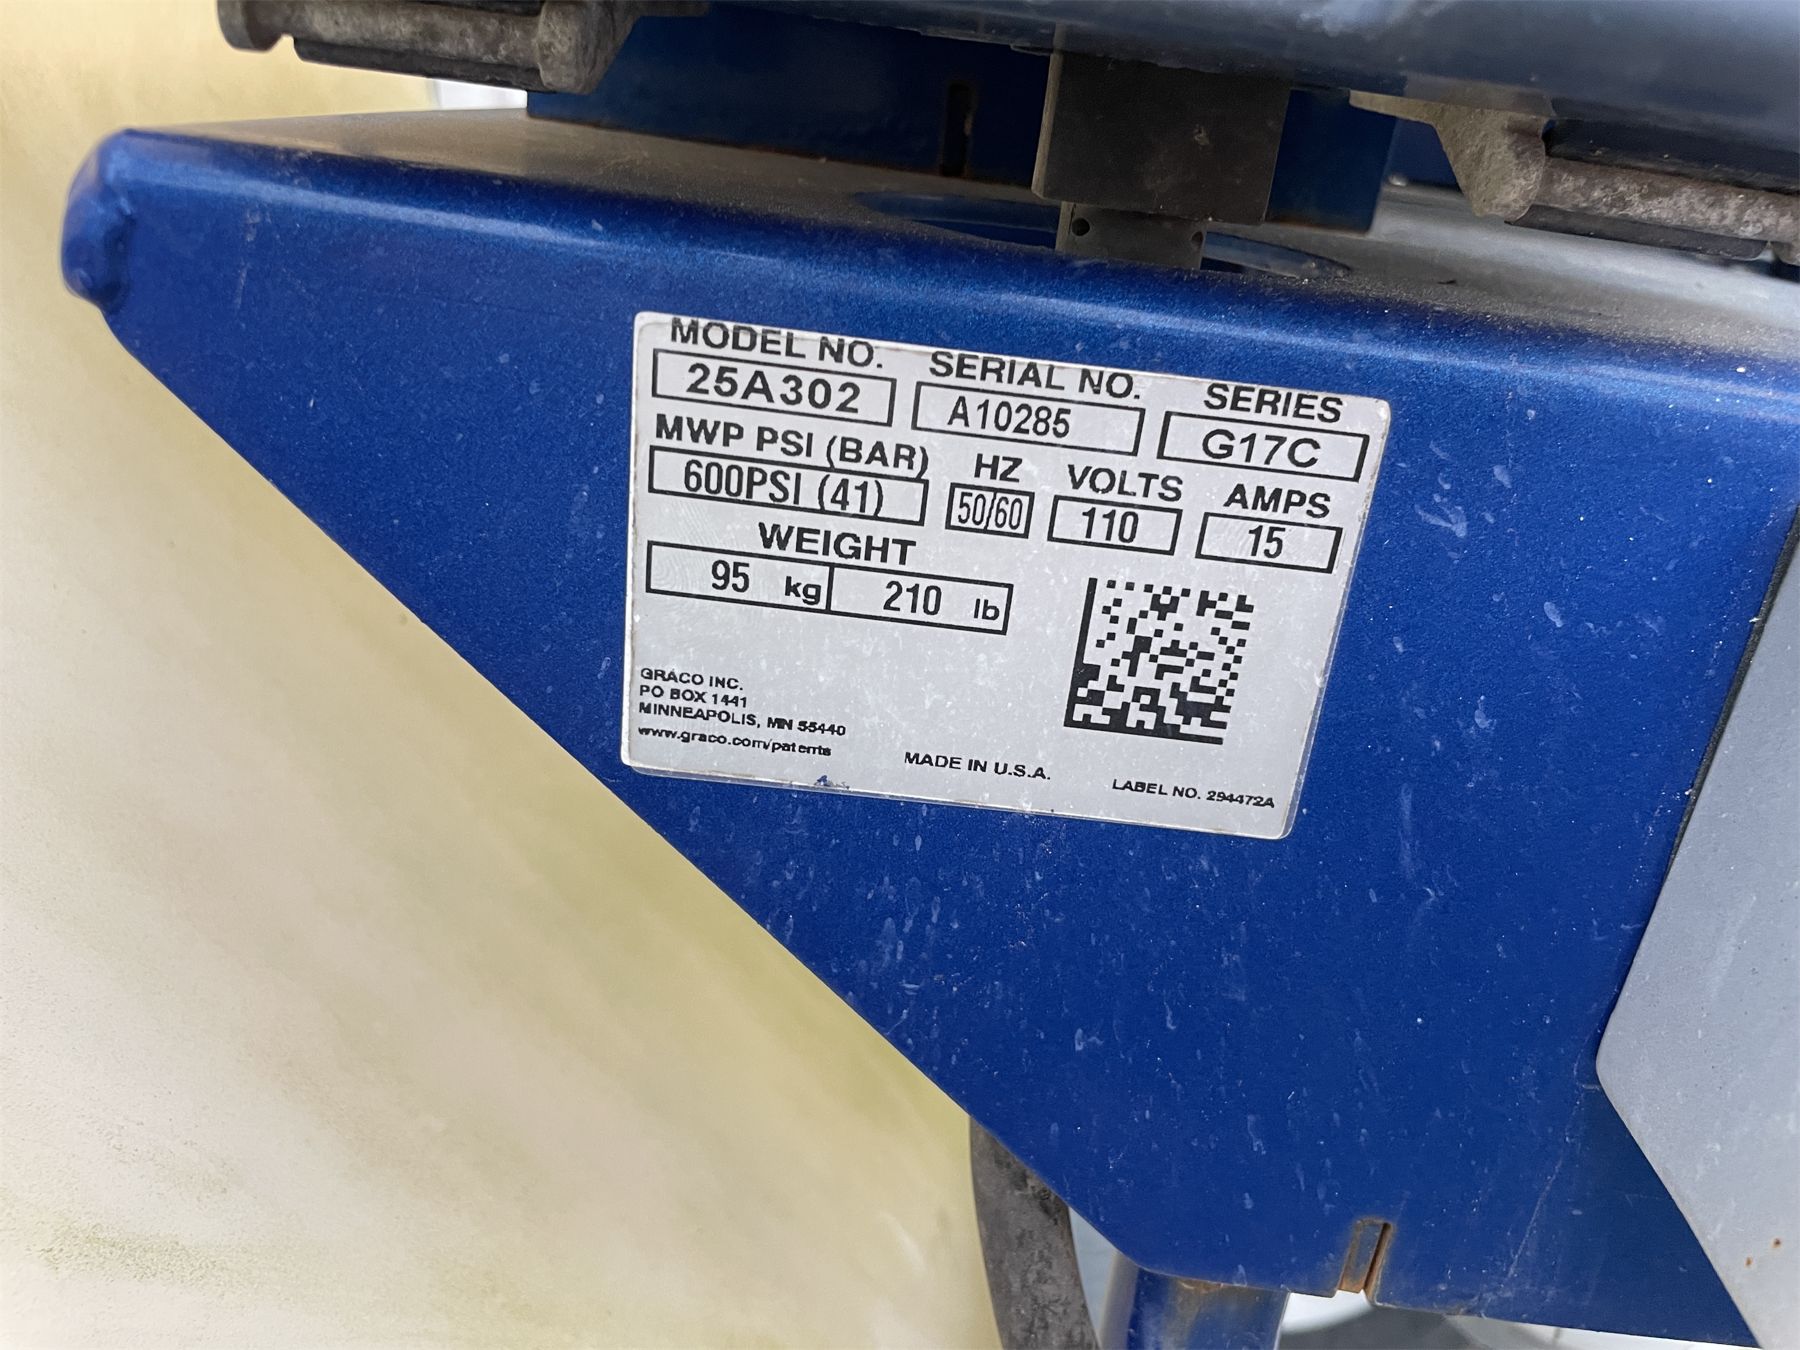 MODEL NO. SERIAL NO. SERIES
25A302 A10285 G17C
MWP PSI (BAR) HZ VOLTS AMPS
600PSI (41) 50/60 110 15
WEIGHT
95 kg 210 lb
GRACO INC.
PO BOX 1441
MINNEAPOLIS, MN 55440
www.graco.com/patents
MADE IN U.S.A.
LABEL NO. 294472A